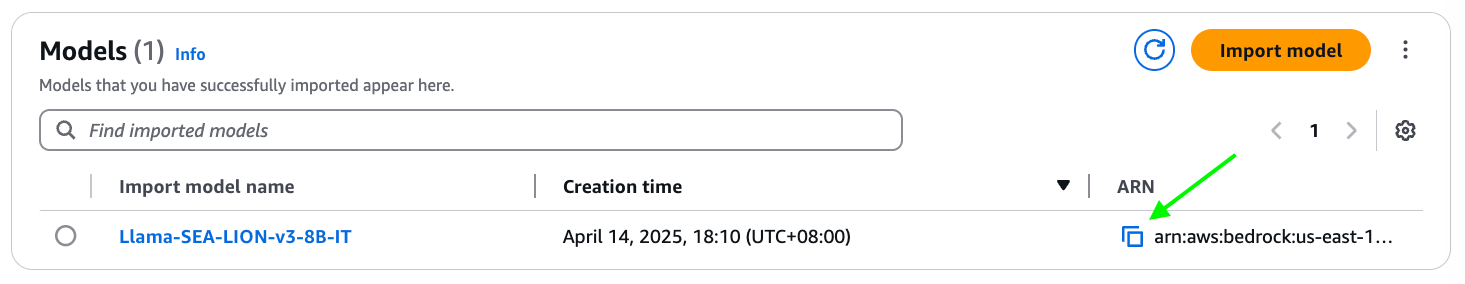 Models (1) Info
Import model
Models that you have successfully imported appear here.
Find imported models
1
Import model name
Creation time
ARN
Llama-SEA-LION-v3-8B-IT
April 14, 2025, 18:10 (UTC+08:00)
arn:aws:bedrock:us-east-1...